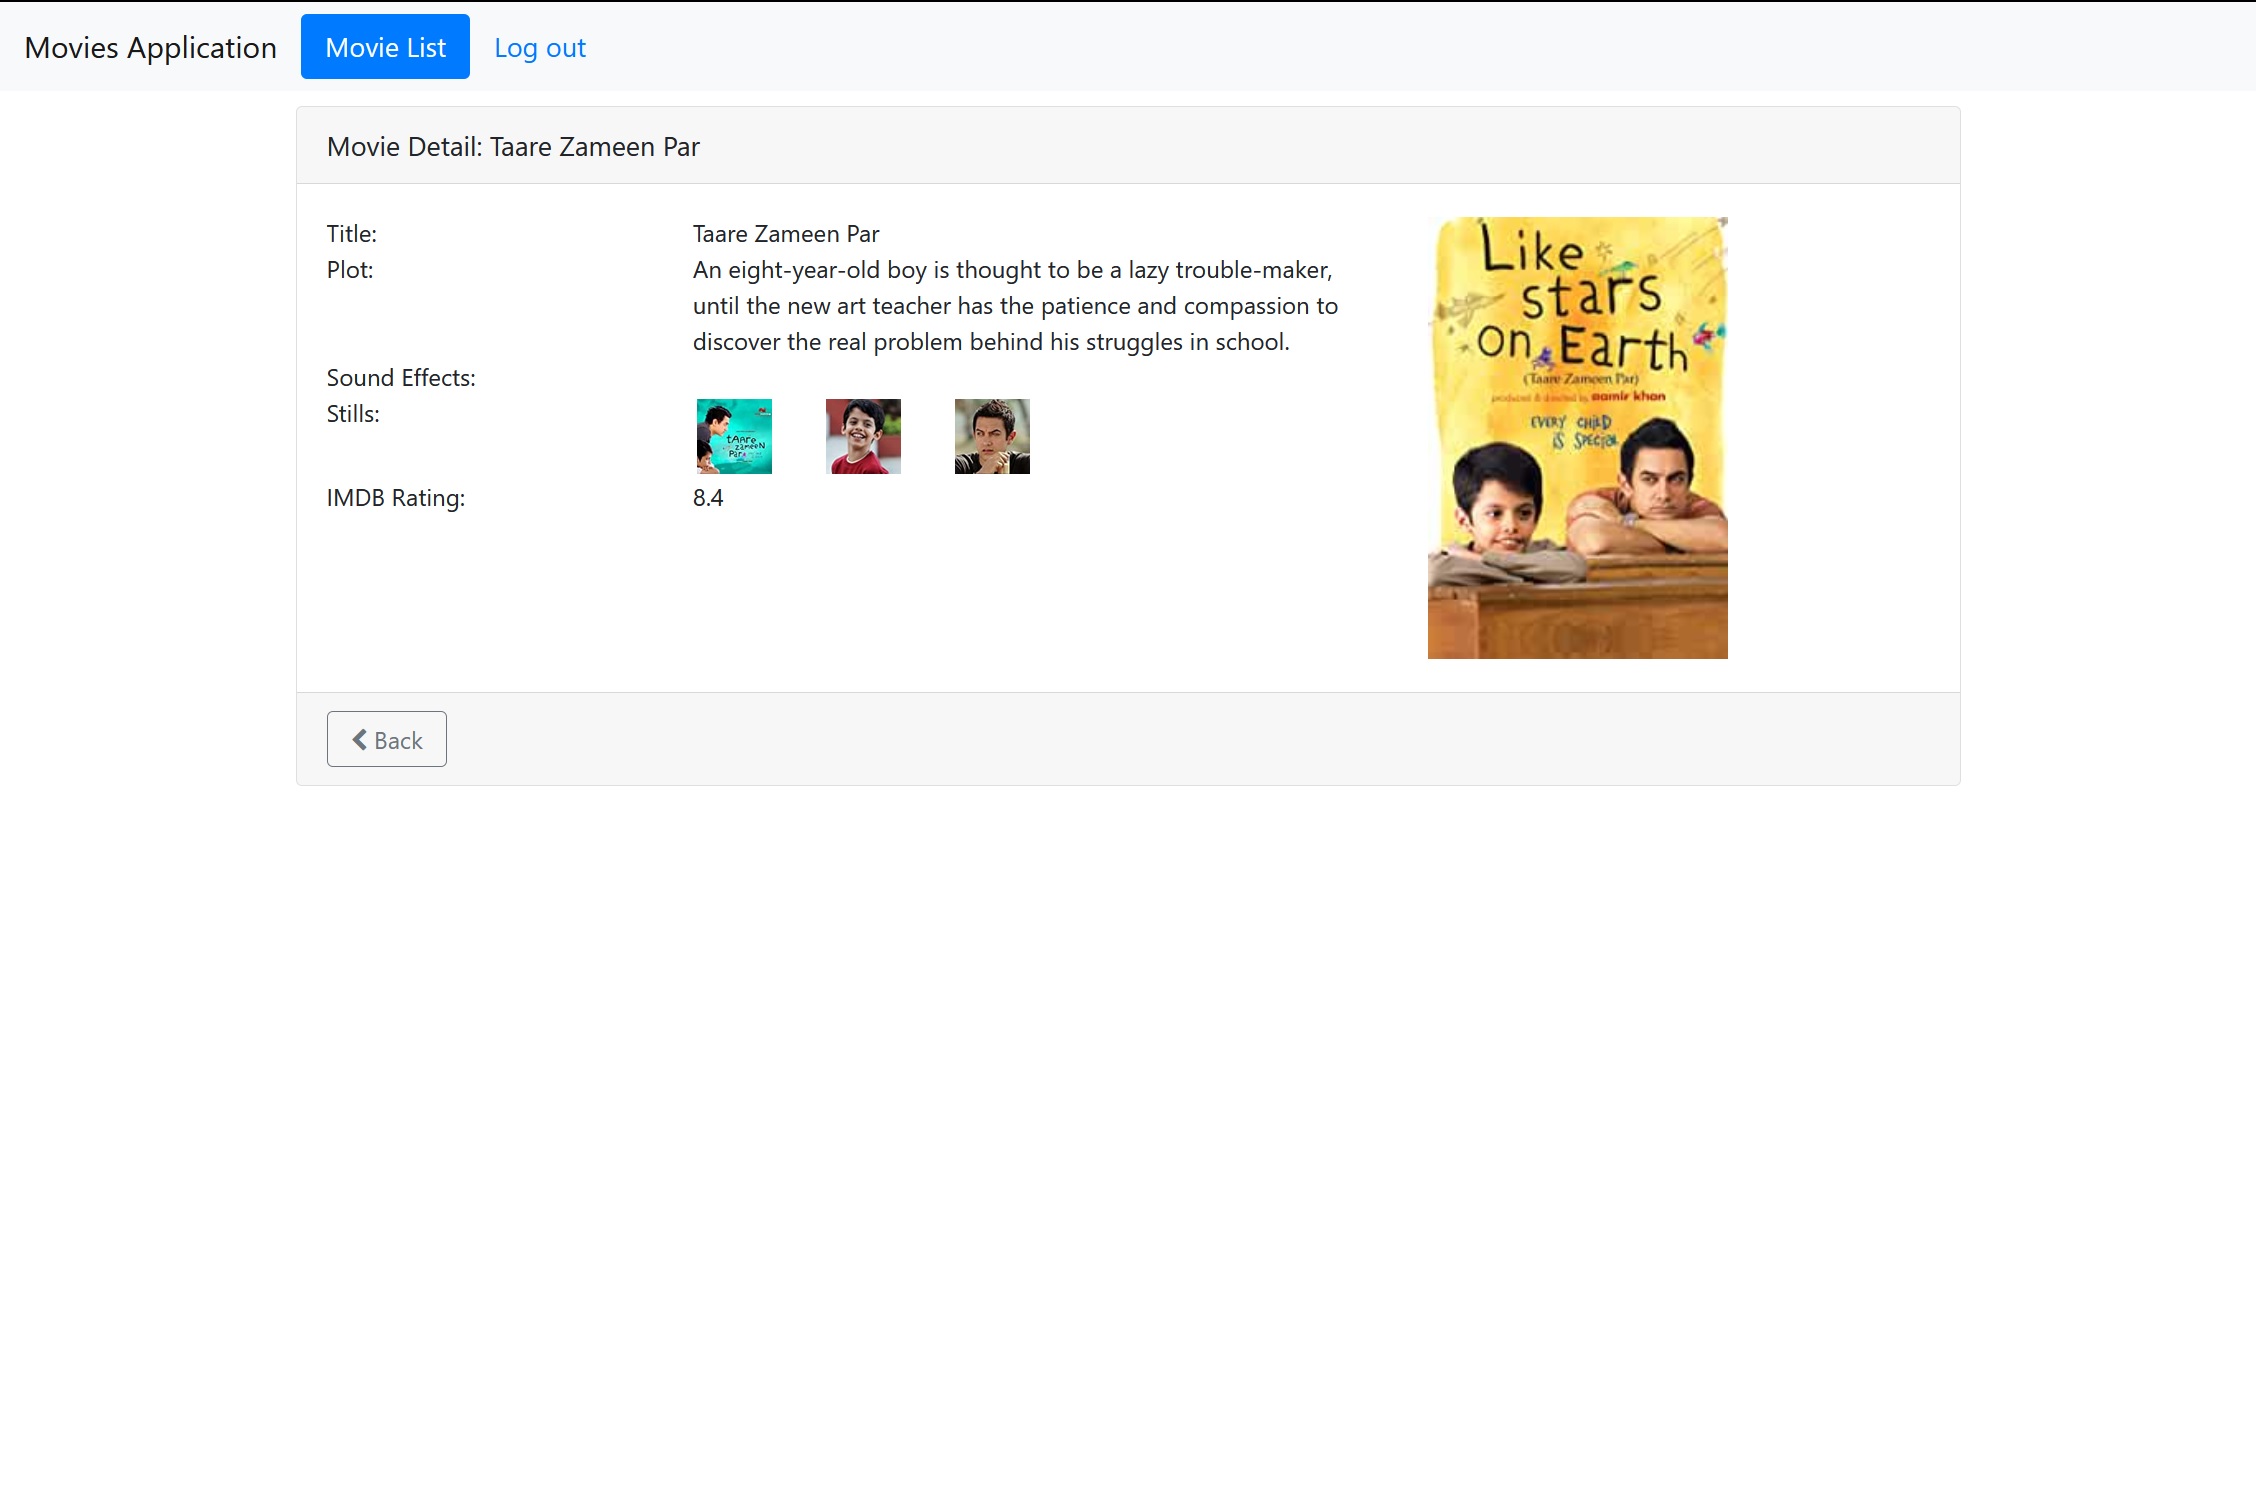 Movies Application Movie List Log out
Movie Detail: Taare Zameen Par
Title: Taare Zameen Par
Plot: An eight-year-old boy is thought to be a lazy trouble-maker,
until the new art teacher has the patience and compassion to
discover the real problem behind his struggles in school.
Sound Effects:
Stills:
taare
zameen
Par
IMDB Rating: 8.4
Like
stars
on Earth
(Taare Zameen Par)
produced & directed by aamir khan
EVERY CHILD
is SPECIAL
Back